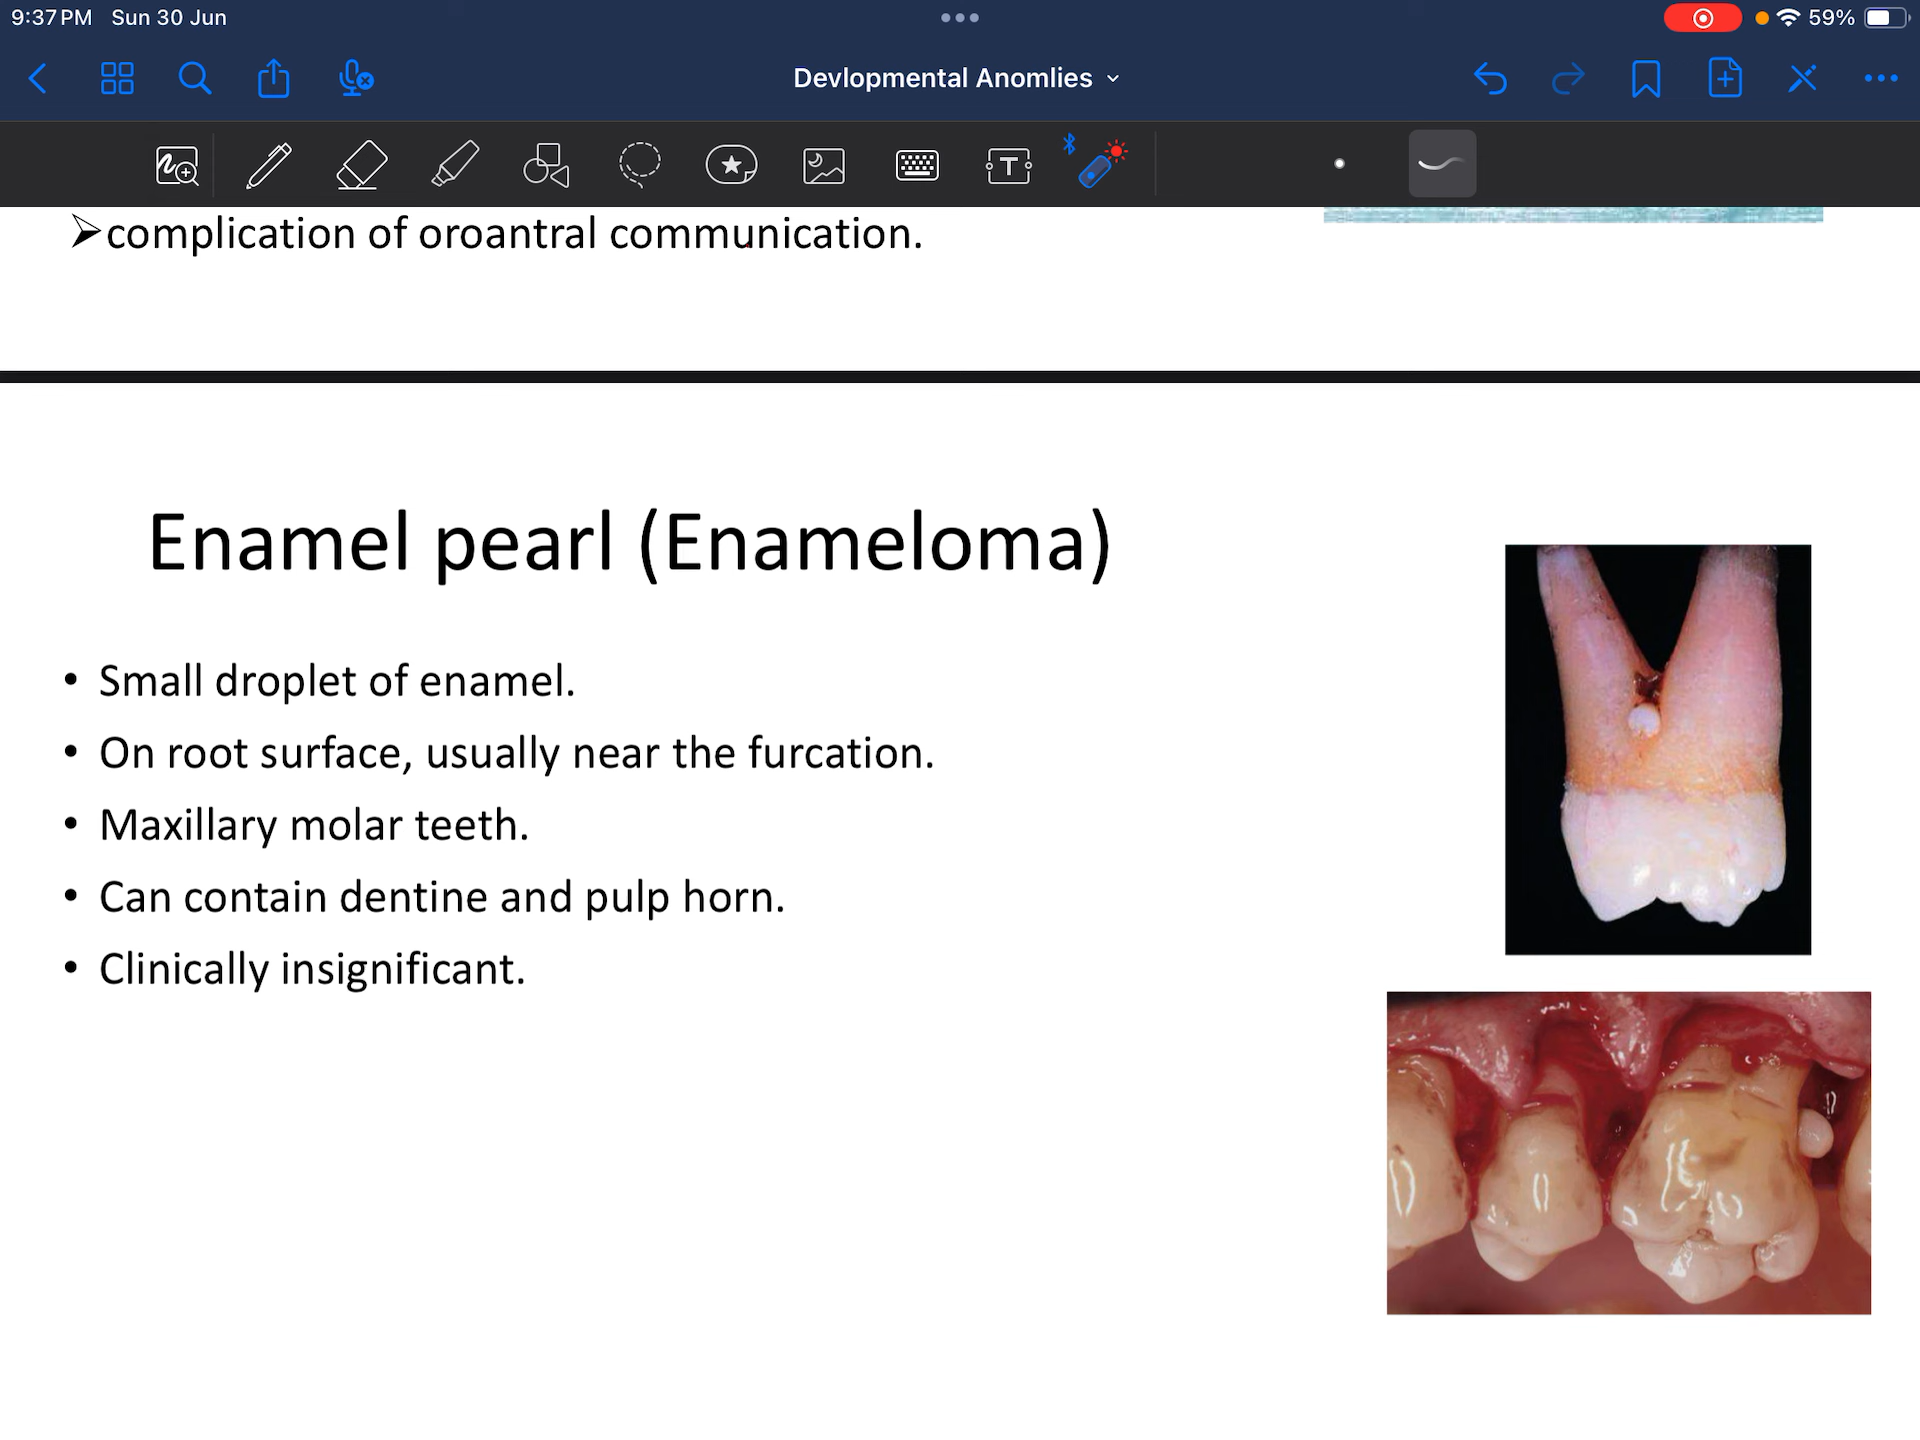 9:37 PM Sun 30 Jun
59%
Devlopmental Anomlies
T
➢complication of oroantral communication.
Enamel pearl (Enameloma)
• Small droplet of enamel.
• On root surface, usually near the furcation.
• Maxillary molar teeth.
• Can contain dentine and pulp horn.
• Clinically insignificant.